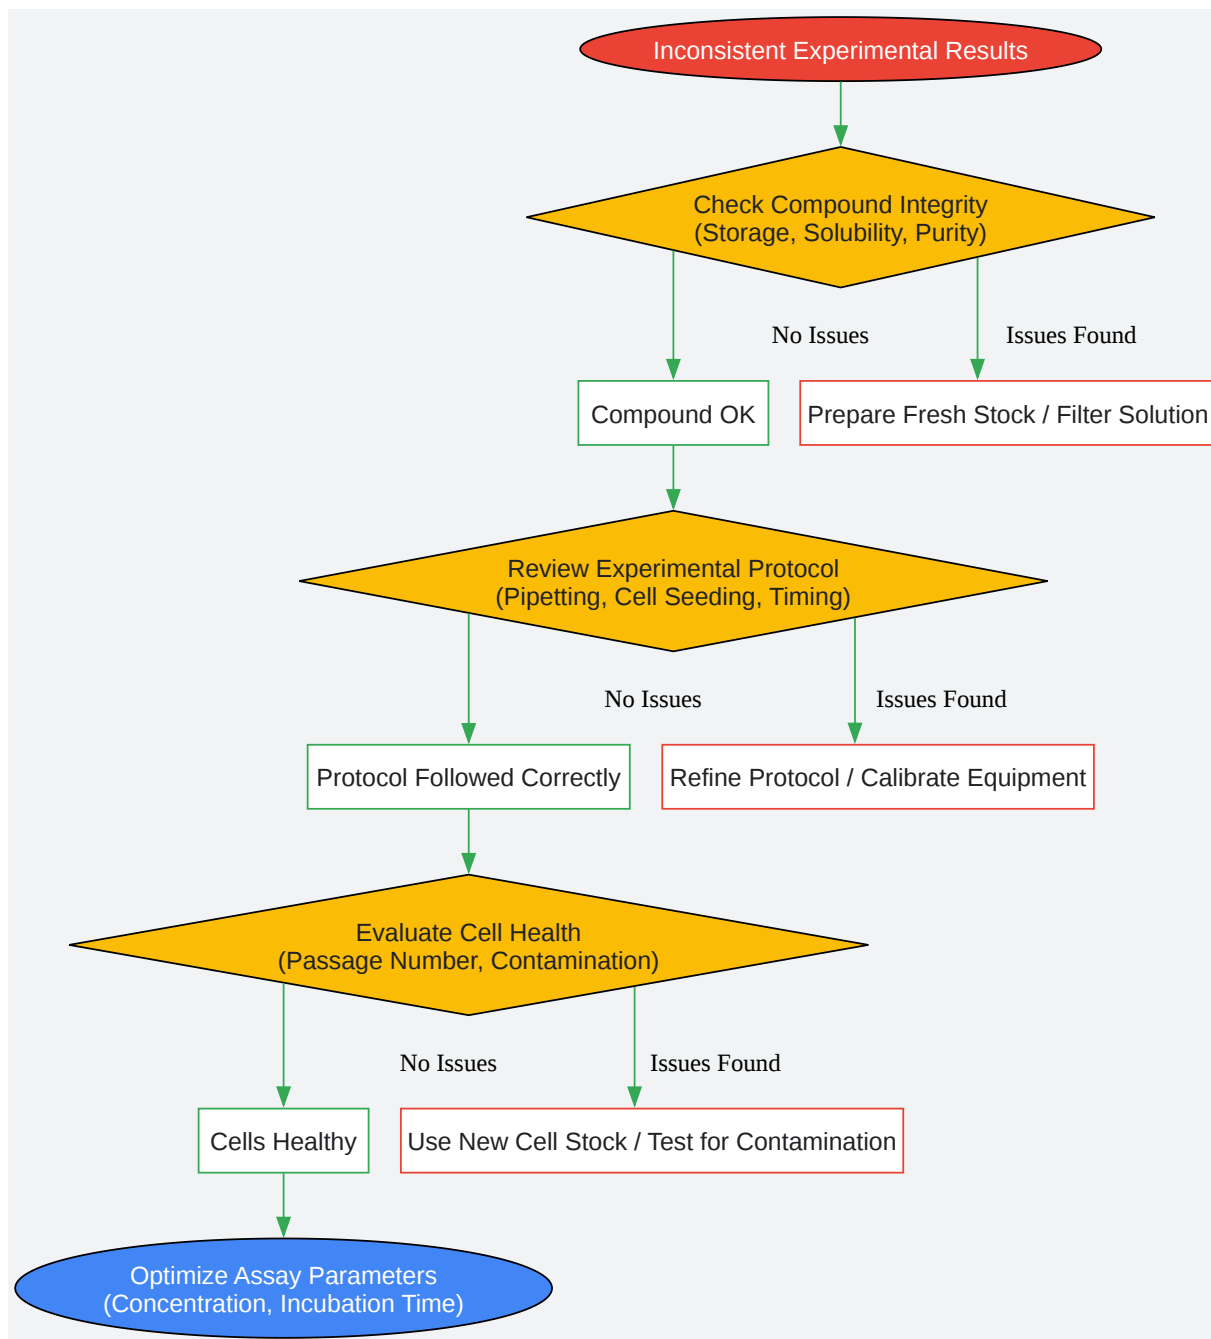 Inconsistent Experimental Results
Check Compound Integrity
(Storage, Solubility, Purity)
No Issues
Issues Found
Compound OK
Prepare Fresh Stock / Filter Solution
Review Experimental Protocol
(Pipetting, Cell Seeding, Timing)
No Issues
Issues Found
Protocol Followed Correctly
Refine Protocol / Calibrate Equipment
Evaluate Cell Health
(Passage Number, Contamination)
No Issues
Issues Found
Cells Healthy
Use New Cell Stock / Test for Contamination
Optimize Assay Parameters
(Concentration, Incubation Time)